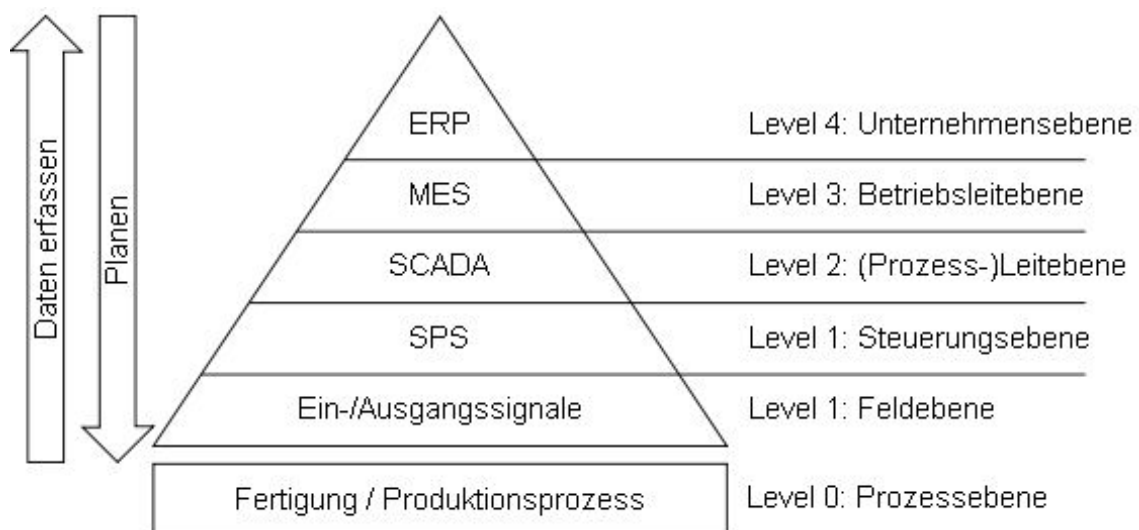 Daten erfassen
Planen
ERP
Level 4: Unternehmensebene
MES
Level 3: Betriebsleitebene
SCADA
Level 2: (Prozess-)Leitebene
SPS
Level 1: Steuerungsebene
Ein-/Ausgangssignale
Level 1: Feldebene
Fertigung / Produktionsprozess
Level 0: Prozessebene